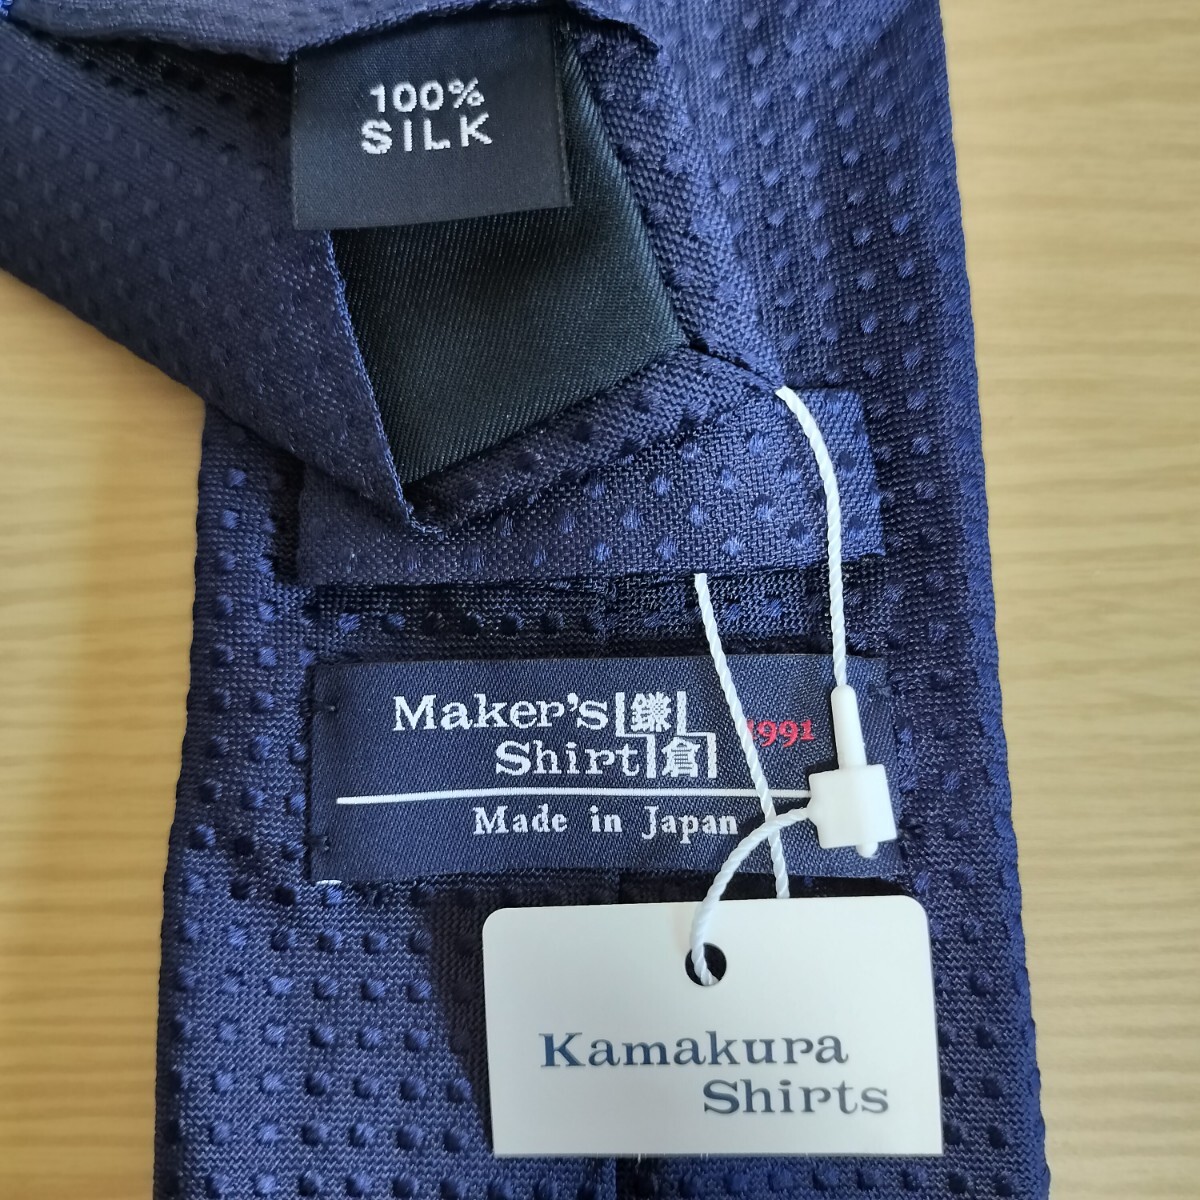 100%
SILK
Maker's 鎌 1991
Shirt 倉
Made in Japan
Kamakura
Shirts